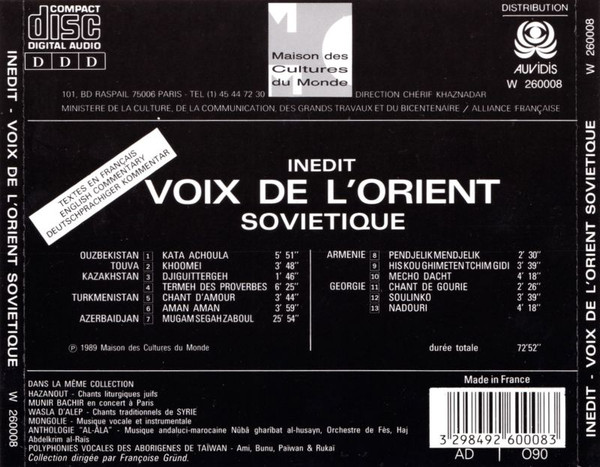 COMPACT
disc
DIGITAL AUDIO
D D D
Maison des
Cultures
du Monde
DISTRIBUTION
AUVIDIS
W 260008
101, BD RASPAIL 75006 PARIS - TEL (1) 45 44 72 30 DIRECTION CHERIF KHAZNADAR
MINISTERE DE LA CULTURE, DE LA COMMUNICATION, DES GRANDS TRAVAUX ET DU BICENTENAIRE / ALLIANCE FRANÇAISE
TEXTES EN FRANÇAIS
ENGLISH COMMENTARY
DEUTSCHPRACHIGER KOMMENTAR
INEDIT
VOIX DE L'ORIENT
SOVIETIQUE
OUZBEKISTAN 1 KATA ACHOULA 5' 51"
TOUVA 2 KHOOMEI 3' 48"
KAZAKHSTAN 3 DJIGUITTERGEH 1' 46"
4 TERMEH DES PROVERBES 6' 25"
TURKMENISTAN 5 CHANT D'AMOUR 3' 44"
6 AMAN AMAN 3' 59"
AZERBAIDJAN 7 MUGAM SEGAH ZABOUL 25' 54"
ARMENIE 8 PENDJELIK MENDJELIK 2' 30"
9 HIS KOU GHIMETEN TCHIM GIDI 3' 39"
10 MECHO DACHT 4' 18"
GEORGIE 11 CHANT DE GOURIE 2' 26"
12 SOULINKO 3' 39"
13 NADOURI 4' 18"
℗ 1989 Maison des Cultures du Monde
durée totale 72'52"
DANS LA MÊME COLLECTION
HAZANOUT - Chants liturgiques juifs
MUNIR BACHIR en concert à Paris
WASLA D'ALEP - Chants traditionnels de SYRIE
MONGOLIE - Musique vocale et instrumentale
ANTHOLOGIE "AL-ÂLA" - Musique andaluci-marocaine Nûbâ gharîbat al-husayn, Orchestre de Fès, Haj
Abdelkrim al-Raïs
POLYPHONIES VOCALES DES ABORIGENES DE TAÏWAN - Ami, Bunu, Paiwan & Rukai
Collection dirigée par Françoise Gründ.
Made in France
3 298492 600083
AD 090
INEDIT - VOIX DE L'ORIENT SOVIETIQUE
W 260008
INEDIT - VOIX DE L'ORIENT SOVIETIQUE
W 260008